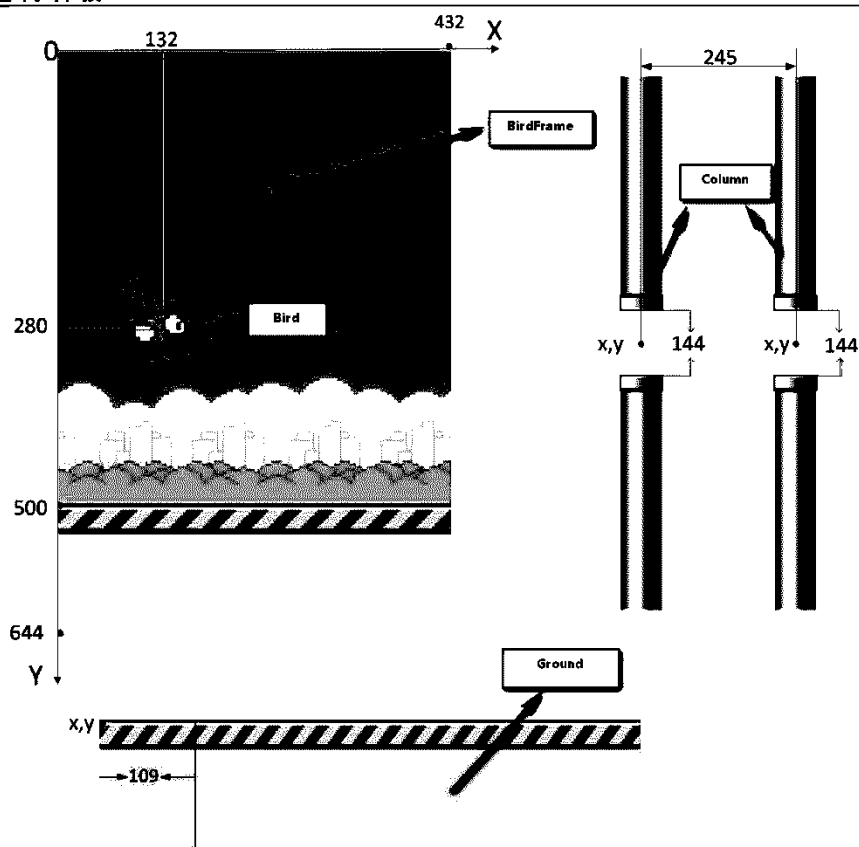 432
X
0
132
245
BirdFrame
Column
280
Bird
x,y
144
x,y
144
500
644
Y
Ground
x,y
109